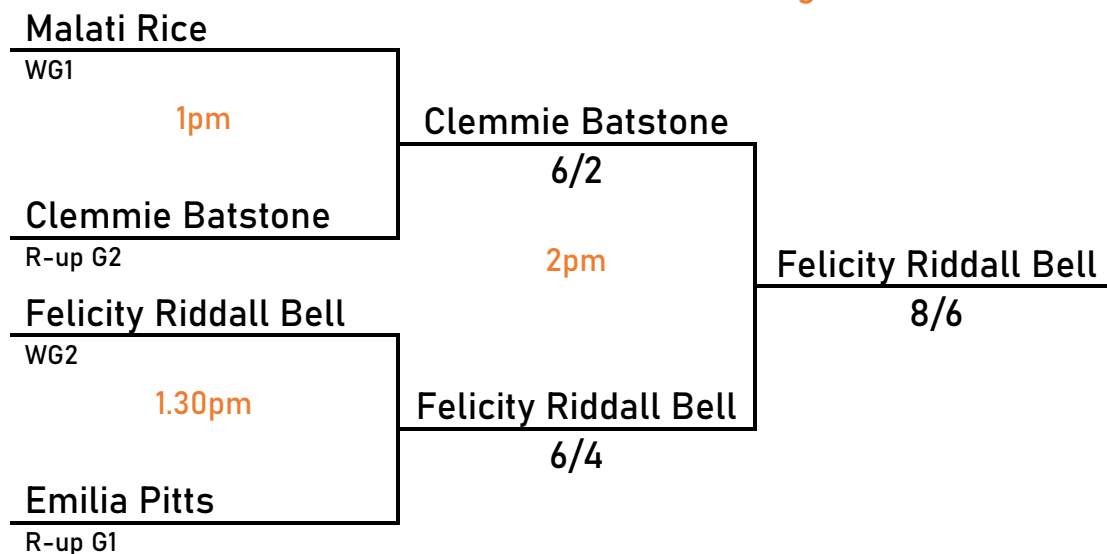 Malati Rice
WG1
1pm
Clemmie Batstone
6/2
Clemmie Batstone
R-up G2
2pm
Felicity Riddall Bell
8/6
Felicity Riddall Bell
WG2
1.30pm
Felicity Riddall Bell
6/4
Emilia Pitts
R-up G1